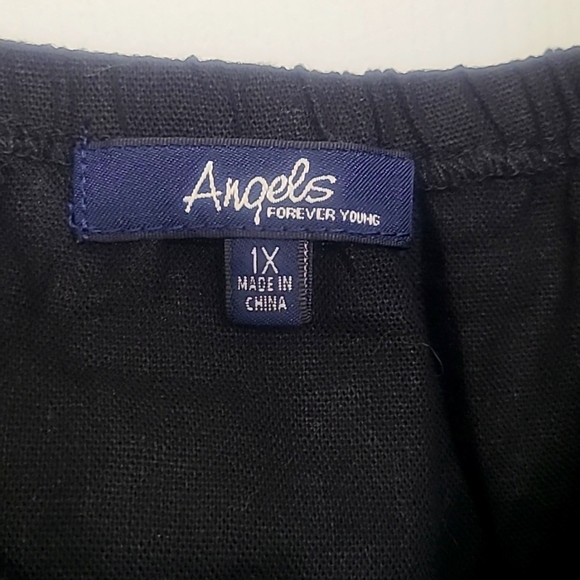 Angels
FOREVER YOUNG
1X
MADE IN
CHINA